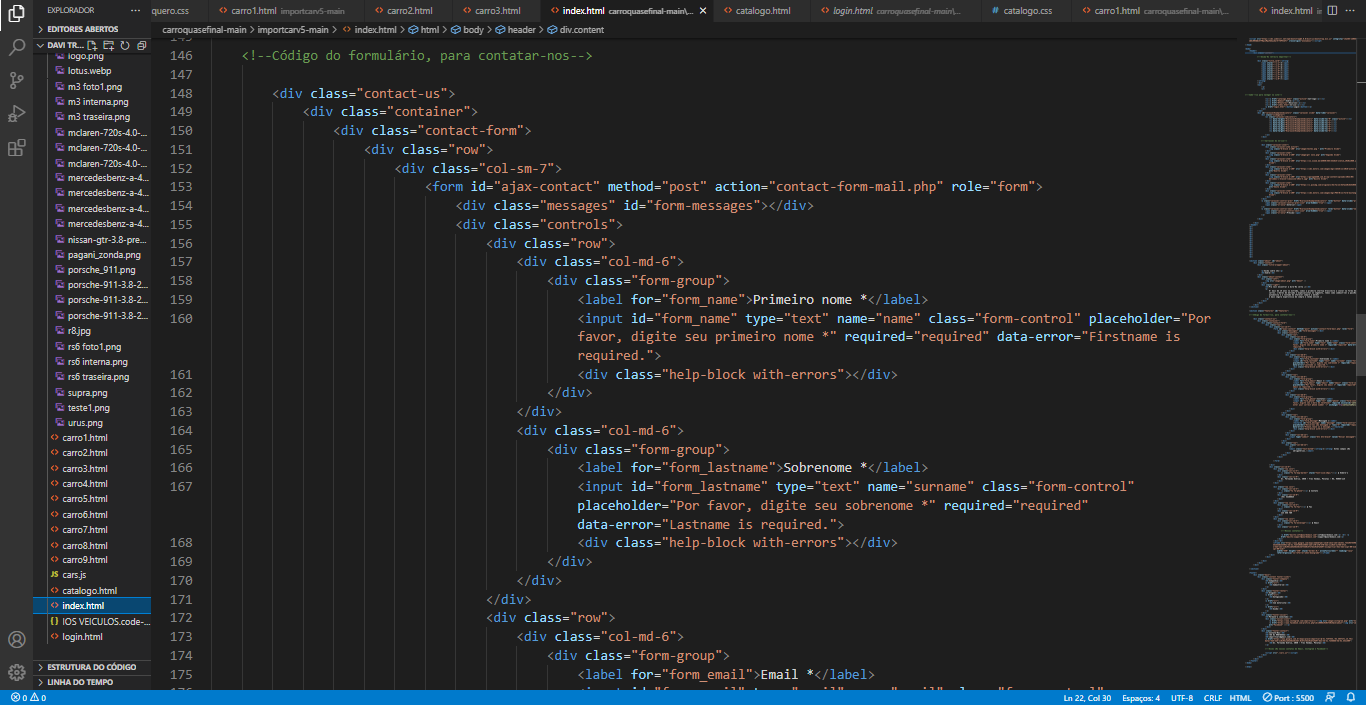 EXPLORADOR ···
quero.css carro1.html importcarv5-main carro2.html carro3.html index.html carroquasefinal-main\... catalogo.html login.html carroquasefinal-main\... catalogo.css carro1.html carroquasefinal-main\... index.html
EDITORES ABERTOS
carroquasefinal-main > importcarv5-main > index.html > html > body > header > div.content
DAVI TR...
logo.png
lotus.webp
m3 foto1.png
m3 interna.png
m3 traseira.png
mclaren-720s-4.0-...
mclaren-720s-4.0-...
mclaren-720s-4.0-...
mercedesbenz-a-4...
mercedesbenz-a-4...
mercedesbenz-a-4...
mercedesbenz-a-4...
nissan-gtr-3.8-pre...
pagani_zonda.png
porsche_911.png
porsche-911-3.8-2...
porsche-911-3.8-2...
porsche-911-3.8-2...
r8.jpg
rs6 foto1.png
rs6 interna.png
rs6 traseira.png
supra.png
teste1.png
urus.png
carro1.html
carro2.html
carro3.html
carro4.html
carro5.html
carro6.html
carro7.html
carro8.html
carro9.html
JS cars.js
catalogo.html
index.html
{} IOS VEICULOS.code-...
login.html
ESTRUTURA DO CÓDIGO
LINHA DO TEMPO
146 <!--Código do formulário, para contatar-nos-->
147
148 <div class="contact-us">
149 <div class="container">
150 <div class="contact-form">
151 <div class="row">
152 <div class="col-sm-7">
153 <form id="ajax-contact" method="post" action="contact-form-mail.php" role="form">
154 <div class="messages" id="form-messages"></div>
155 <div class="controls">
156 <div class="row">
157 <div class="col-md-6">
158 <div class="form-group">
159 <label for="form_name">Primeiro nome *</label>
160 <input id="form_name" type="text" name="name" class="form-control" placeholder="Por
favor, digite seu primeiro nome *" required="required" data-error="Firstname is
required.">
161 <div class="help-block with-errors"></div>
162 </div>
163 </div>
164 <div class="col-md-6">
165 <div class="form-group">
166 <label for="form_lastname">Sobrenome *</label>
167 <input id="form_lastname" type="text" name="surname" class="form-control"
placeholder="Por favor, digite seu sobrenome *" required="required"
data-error="Lastname is required.">
168 <div class="help-block with-errors"></div>
169 </div>
170 </div>
171 </div>
172 <div class="row">
173 <div class="col-md-6">
174 <div class="form-group">
175 <label for="form_email">Email *</label>
0 0 Ln 22, Col 30 Espaços: 4 UTF-8 CRLF HTML Port : 5500